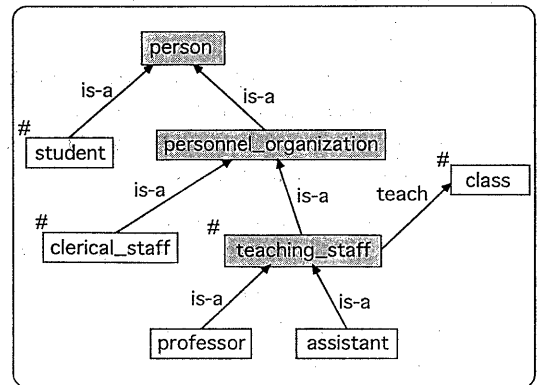 person
is-a
is-a
#
student
personnel_organization
#
class
is-a
is-a
teach
#
clerical_staff
#
teaching_staff
is-a
is-a
professor
assistant